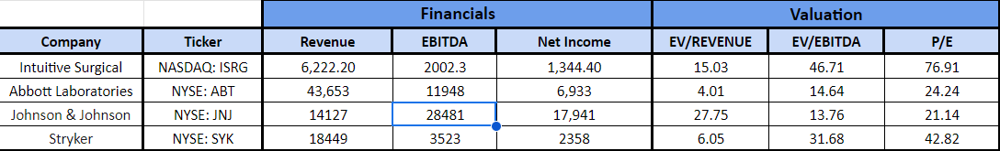 Financials Valuation
Company Ticker Revenue EBITDA Net Income EV/REVENUE EV/EBITDA P/E
Intuitive Surgical NASDAQ: ISRG 6,222.20 2002.3 1,344.40 15.03 46.71 76.91
Abbott Laboratories NYSE: ABT 43,653 11948 6,933 4.01 14.64 24.24
Johnson & Johnson NYSE: JNJ 14127 28481 17,941 27.75 13.76 21.14
Stryker NYSE: SYK 18449 3523 2358 6.05 31.68 42.82